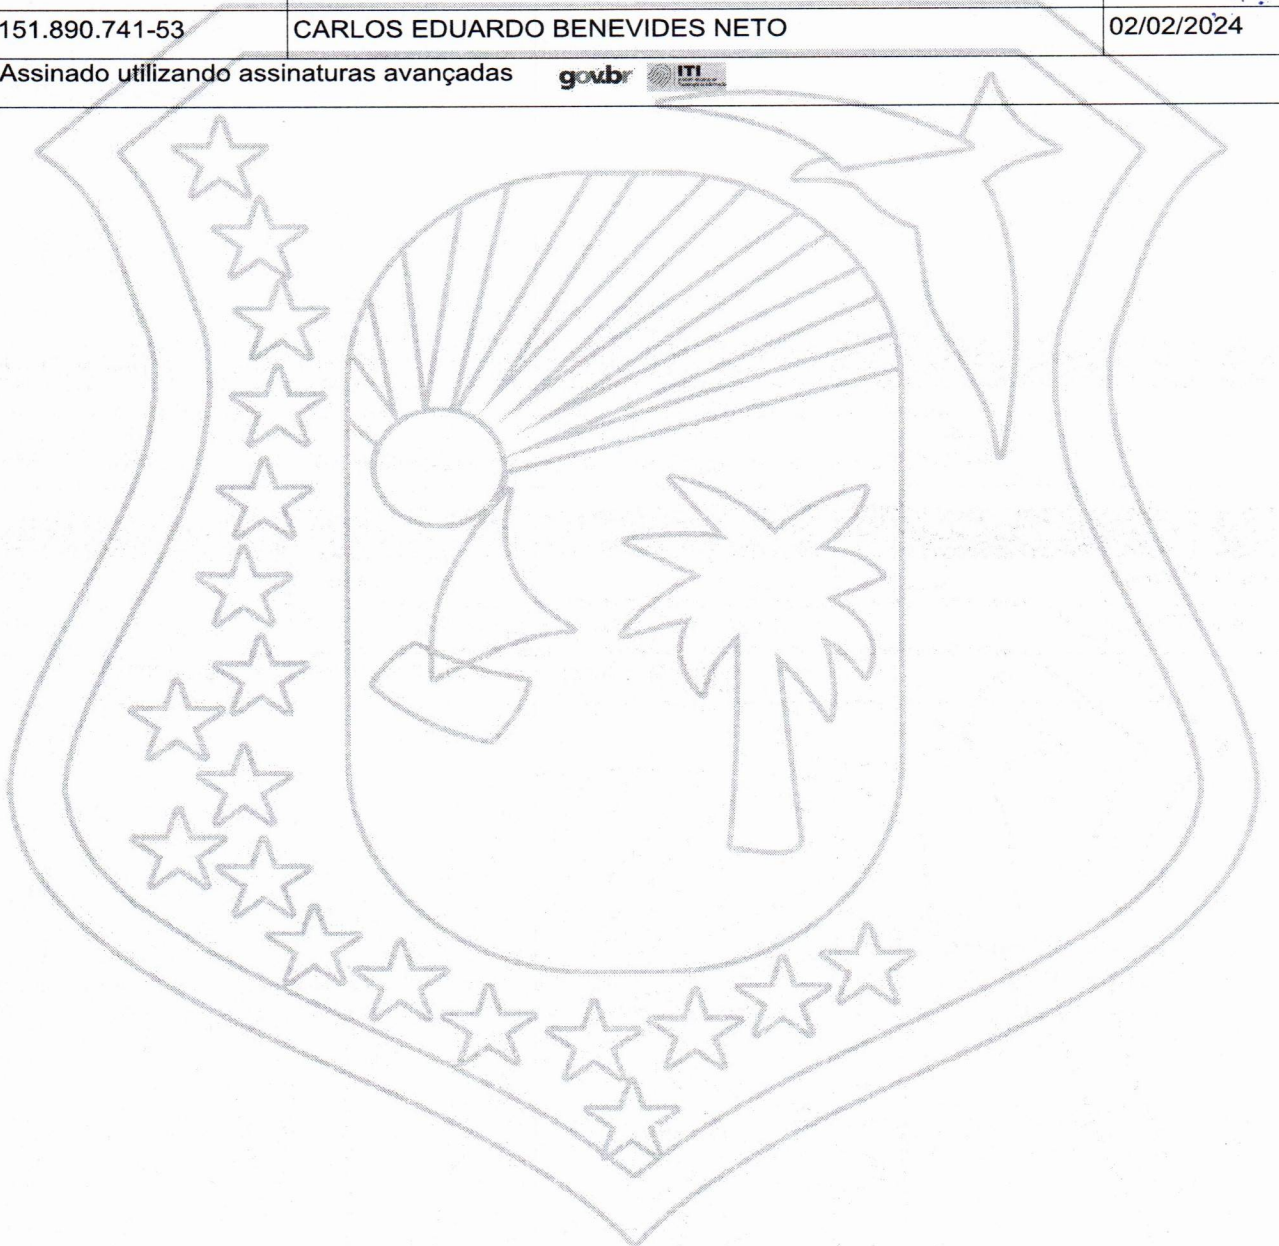 151.890.741-53 CARLOS EDUARDO BENEVIDES NETO 02/02/2024
Assinado utilizando assinaturas avançadas gov.br ITI